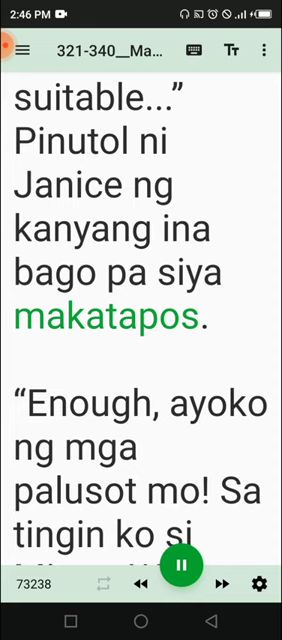 2:46 PM
321-340__Ma...
suitable...”
Pinutol ni
Janice ng
kanyang ina
bago pa siya
makatapos.
“Enough, ayoko
ng mga
palusot mo! Sa
tingin ko si
73238